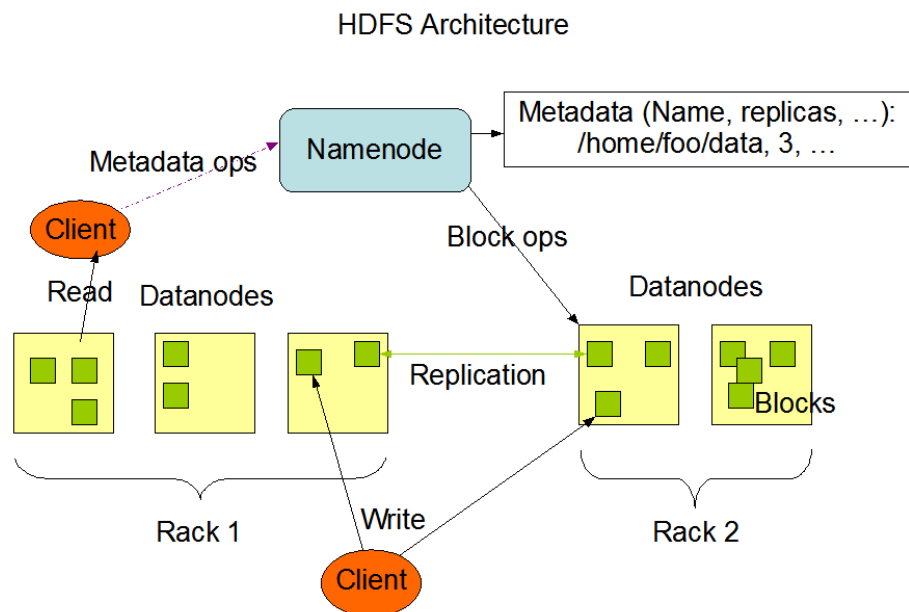 HDFS Architecture
Metadata (Name, replicas, …):
/home/foo/data, 3, …
Namenode
Metadata ops
Client
Block ops
Read
Datanodes
Datanodes
Replication
Blocks
Rack 1
Write
Rack 2
Client